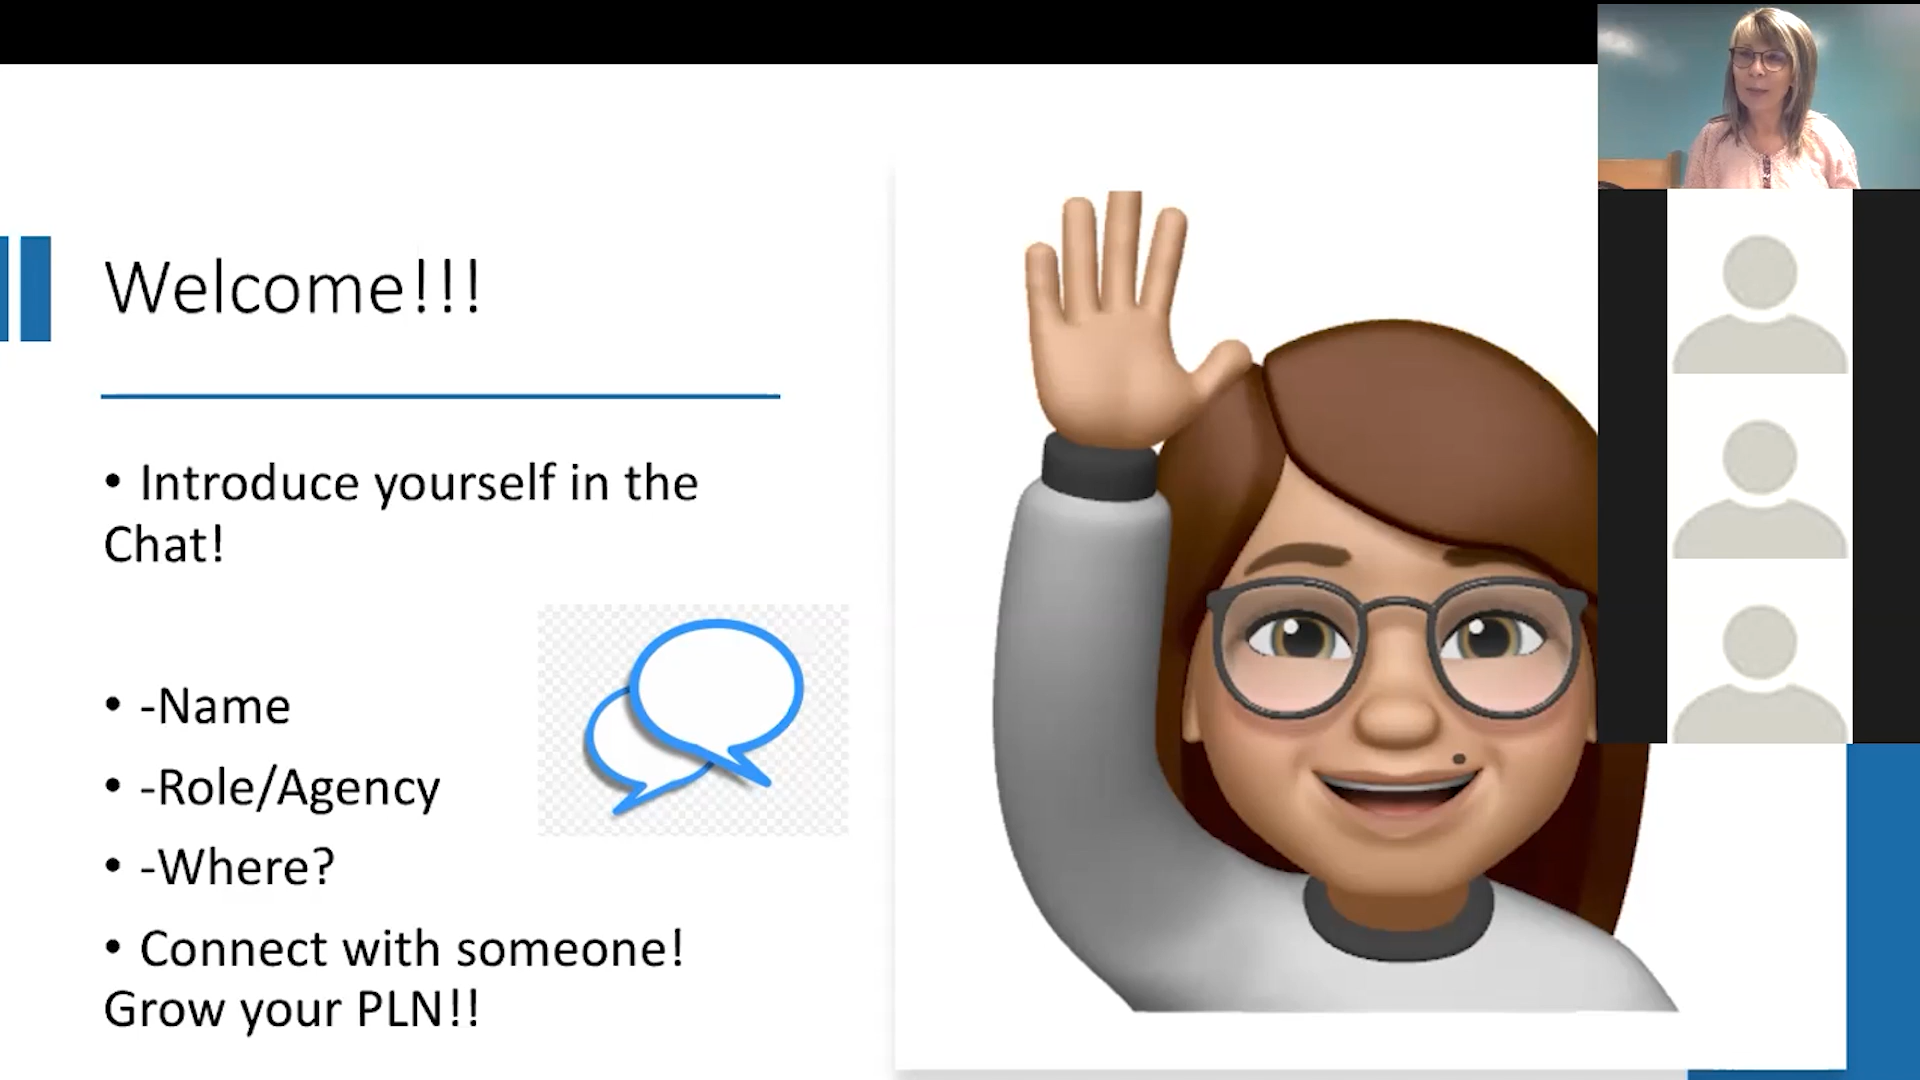 Welcome!!!
• Introduce yourself in the
Chat!
• -Name
• -Role/Agency
• -Where?
• Connect with someone!
Grow your PLN!!